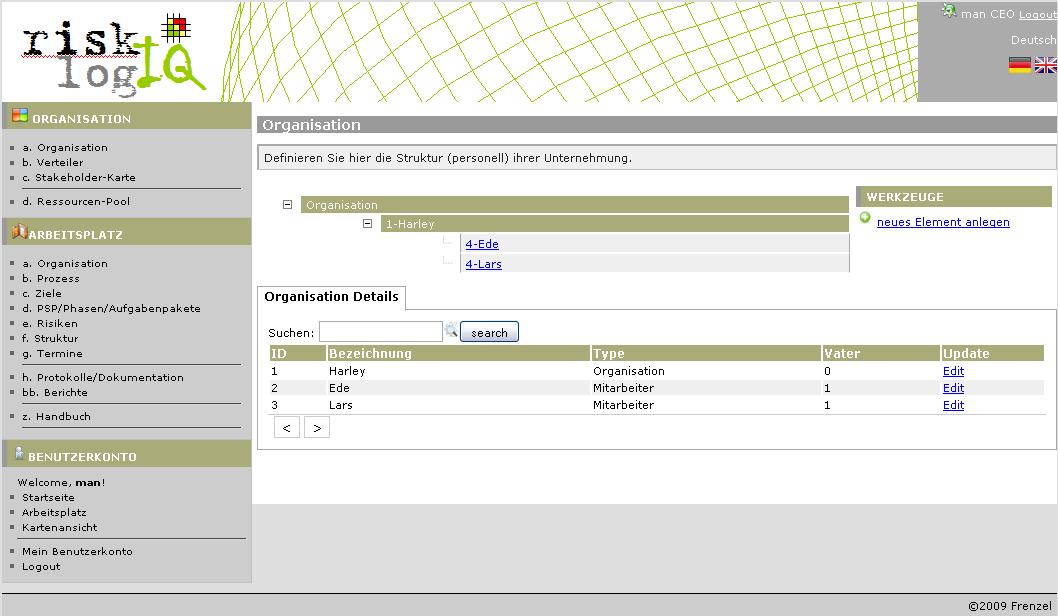 risk
logIQ
man CEO Logout
Deutsch
ORGANISATION
a. Organisation
b. Verteiler
c. Stakeholder-Karte
d. Ressourcen-Pool
ARBEITSPLATZ
a. Organisation
b. Prozess
c. Ziele
d. PSP/Phasen/Aufgabenpakete
e. Risiken
f. Struktur
g. Termine
h. Protokolle/Dokumentation
bb. Berichte
z. Handbuch
BENUTZERKONTO
Welcome, man!
Startseite
Arbeitsplatz
Kartenansicht
Mein Benutzerkonto
Logout
Organisation
Definieren Sie hier die Struktur (personell) ihrer Unternehmung.
Organisation
1-Harley
4-Ede
4-Lars
WERKZEUGE
neues Element anlegen
Organisation Details
Suchen: search
ID Bezeichnung Type Vater Update
1 Harley Organisation 0 Edit
2 Ede Mitarbeiter 1 Edit
3 Lars Mitarbeiter 1 Edit
< >
©2009 Frenzel